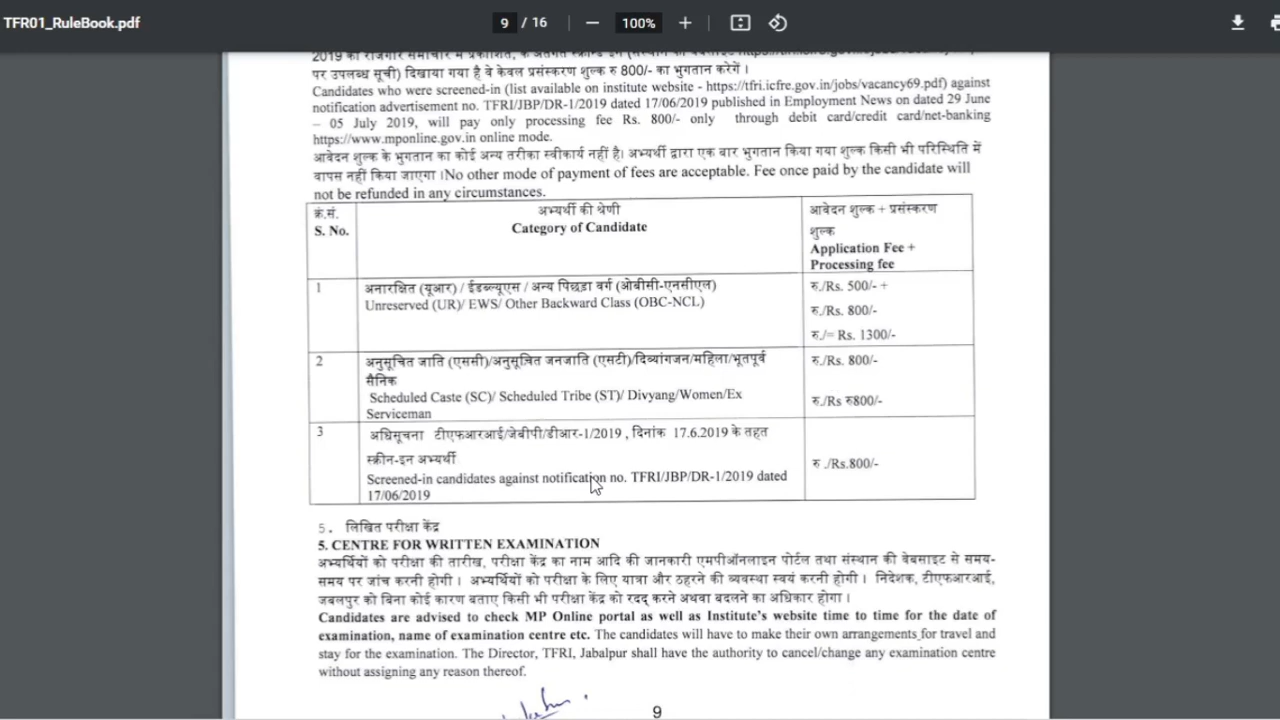 TFR01_RuleBook.pdf
9 / 16
100%
2019 को रोजगार समाचार में प्रकाशित, के अंतर्गत
पर उपलब्ध सूची) दिखाया गया है वे केवल प्रसंस्करण शुल्क रु 800/- का भुगतान करेगें ।
Candidates who were screened-in (list available on institute website - https://tfri.icfre.gov.in/jobs/vacancy69.pdf) against
notification advertisement no. TFRI/JBP/DR-1/2019 dated 17/06/2019 published in Employment News on dated 29 June
– 05 July 2019, will pay only processing fee Rs. 800/- only through debit card/credit card/net-banking
https://www.mponline.gov.in online mode.
आवेदन शुल्क के भुगतान का कोई अन्य तरीका स्वीकार्य नहीं है। अभ्यर्थी द्वारा एक बार भुगतान किया गया शुल्क किसी भी परिस्थिति में
वापस नहीं किया जाएगा ।No other mode of payment of fees are acceptable. Fee once paid by the candidate will
not be refunded in any circumstances.
क्रं.सं.
S. No.
अभ्यर्थी की श्रेणी
Category of Candidate
आवेदन शुल्क + प्रसंस्करण
शुल्क
Application Fee +
Processing fee
1
अनारक्षित (यूआर) / ईडब्ल्यूएस / अन्य पिछड़ा वर्ग (ओबीसी-एनसीएल)
Unreserved (UR)/ EWS/ Other Backward Class (OBC-NCL)
रु./Rs. 500/- +
रु./Rs. 800/-
रु./= Rs. 1300/-
2
अनुसूचित जाति (एससी)/अनुसूचित जनजाति (एसटी)/दिव्यांगजन/महिला/भूतपूर्व
सैनिक
Scheduled Caste (SC)/ Scheduled Tribe (ST)/ Divyang/Women/Ex
Serviceman
रु./Rs. 800/-
रु./Rs रु800/-
3
अधिसूचना टीएफआरआई/जेबीपी/डीआर-1/2019 , दिनांक 17.6.2019 के तहत
स्क्रीन-इन अभ्यर्थी
Screened-in candidates against notification no. TFRI/JBP/DR-1/2019 dated
17/06/2019
रु ./Rs.800/-
5. लिखित परीक्षा केंद्र
5. CENTRE FOR WRITTEN EXAMINATION
अभ्यर्थियों को परीक्षा की तारीख, परीक्षा केंद्र का नाम आदि की जानकारी एमपीऑनलाइन पोर्टल तथा संस्थान की वेबसाइट से समय-
समय पर जांच करनी होगी । अभ्यर्थियों को परीक्षा के लिए यात्रा और ठहरने की व्यवस्था स्वयं करनी होगी । निदेशक, टीएफआरआई,
जबलपुर को बिना कोई कारण बताए किसी भी परीक्षा केंद्र को रदद् करने अथवा बदलने का अधिकार होगा ।
Candidates are advised to check MP Online portal as well as Institute's website time to time for the date of
examination, name of examination centre etc. The candidates will have to make their own arrangements for travel and
stay for the examination. The Director, TFRI, Jabalpur shall have the authority to cancel/change any examination centre
without assigning any reason thereof.
9